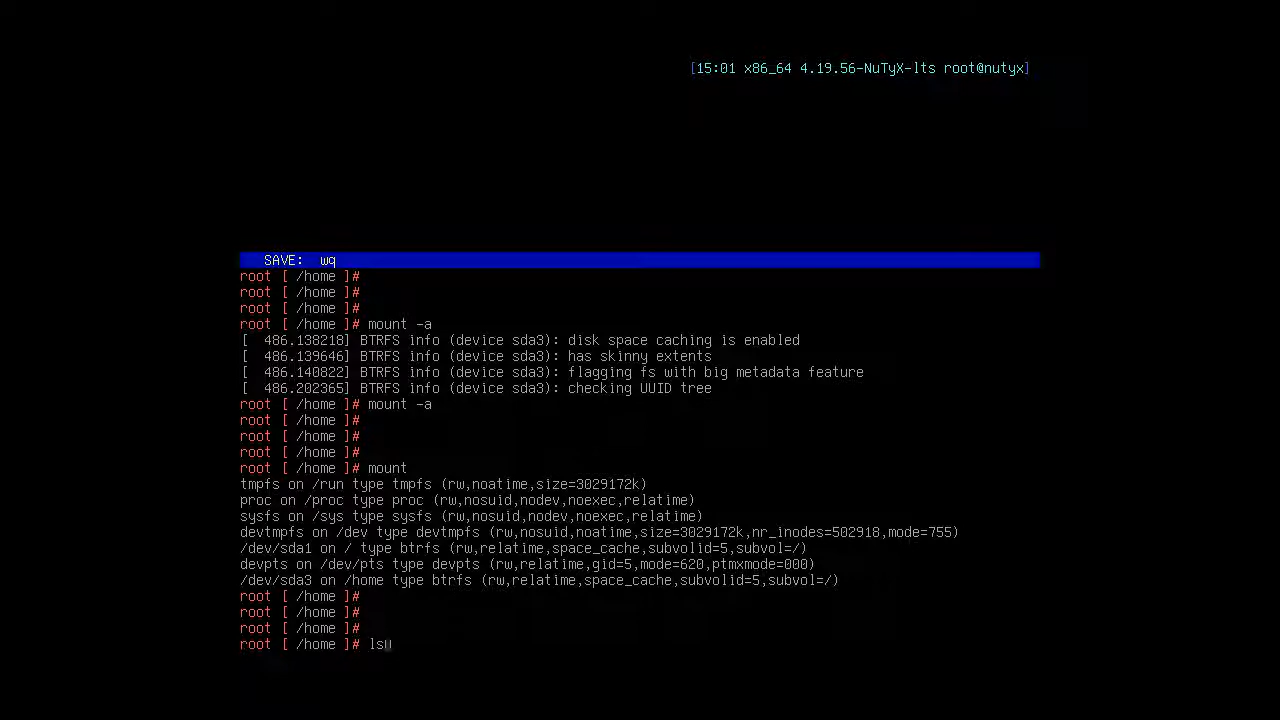 [15:01 x86_64 4.19.56-NuTyX-lts root@nutyx]
SAVE: wq
root [ /home ]#
root [ /home ]#
root [ /home ]#
root [ /home ]# mount -a
[  486.138218] BTRFS info (device sda3): disk space caching is enabled
[  486.139646] BTRFS info (device sda3): has skinny extents
[  486.140822] BTRFS info (device sda3): flagging fs with big metadata feature
[  486.202365] BTRFS info (device sda3): checking UUID tree
root [ /home ]# mount -a
root [ /home ]#
root [ /home ]#
root [ /home ]#
root [ /home ]# mount
tmpfs on /run type tmpfs (rw,noatime,size=3029172k)
proc on /proc type proc (rw,nosuid,nodev,noexec,relatime)
sysfs on /sys type sysfs (rw,nosuid,nodev,noexec,relatime)
devtmpfs on /dev type devtmpfs (rw,nosuid,noatime,size=3029172k,nr_inodes=502918,mode=755)
/dev/sda1 on / type btrfs (rw,relatime,space_cache,subvolid=5,subvol=/)
devpts on /dev/pts type devpts (rw,relatime,gid=5,mode=620,ptmxmode=000)
/dev/sda3 on /home type btrfs (rw,relatime,space_cache,subvolid=5,subvol=/)
root [ /home ]#
root [ /home ]#
root [ /home ]#
root [ /home ]# ls